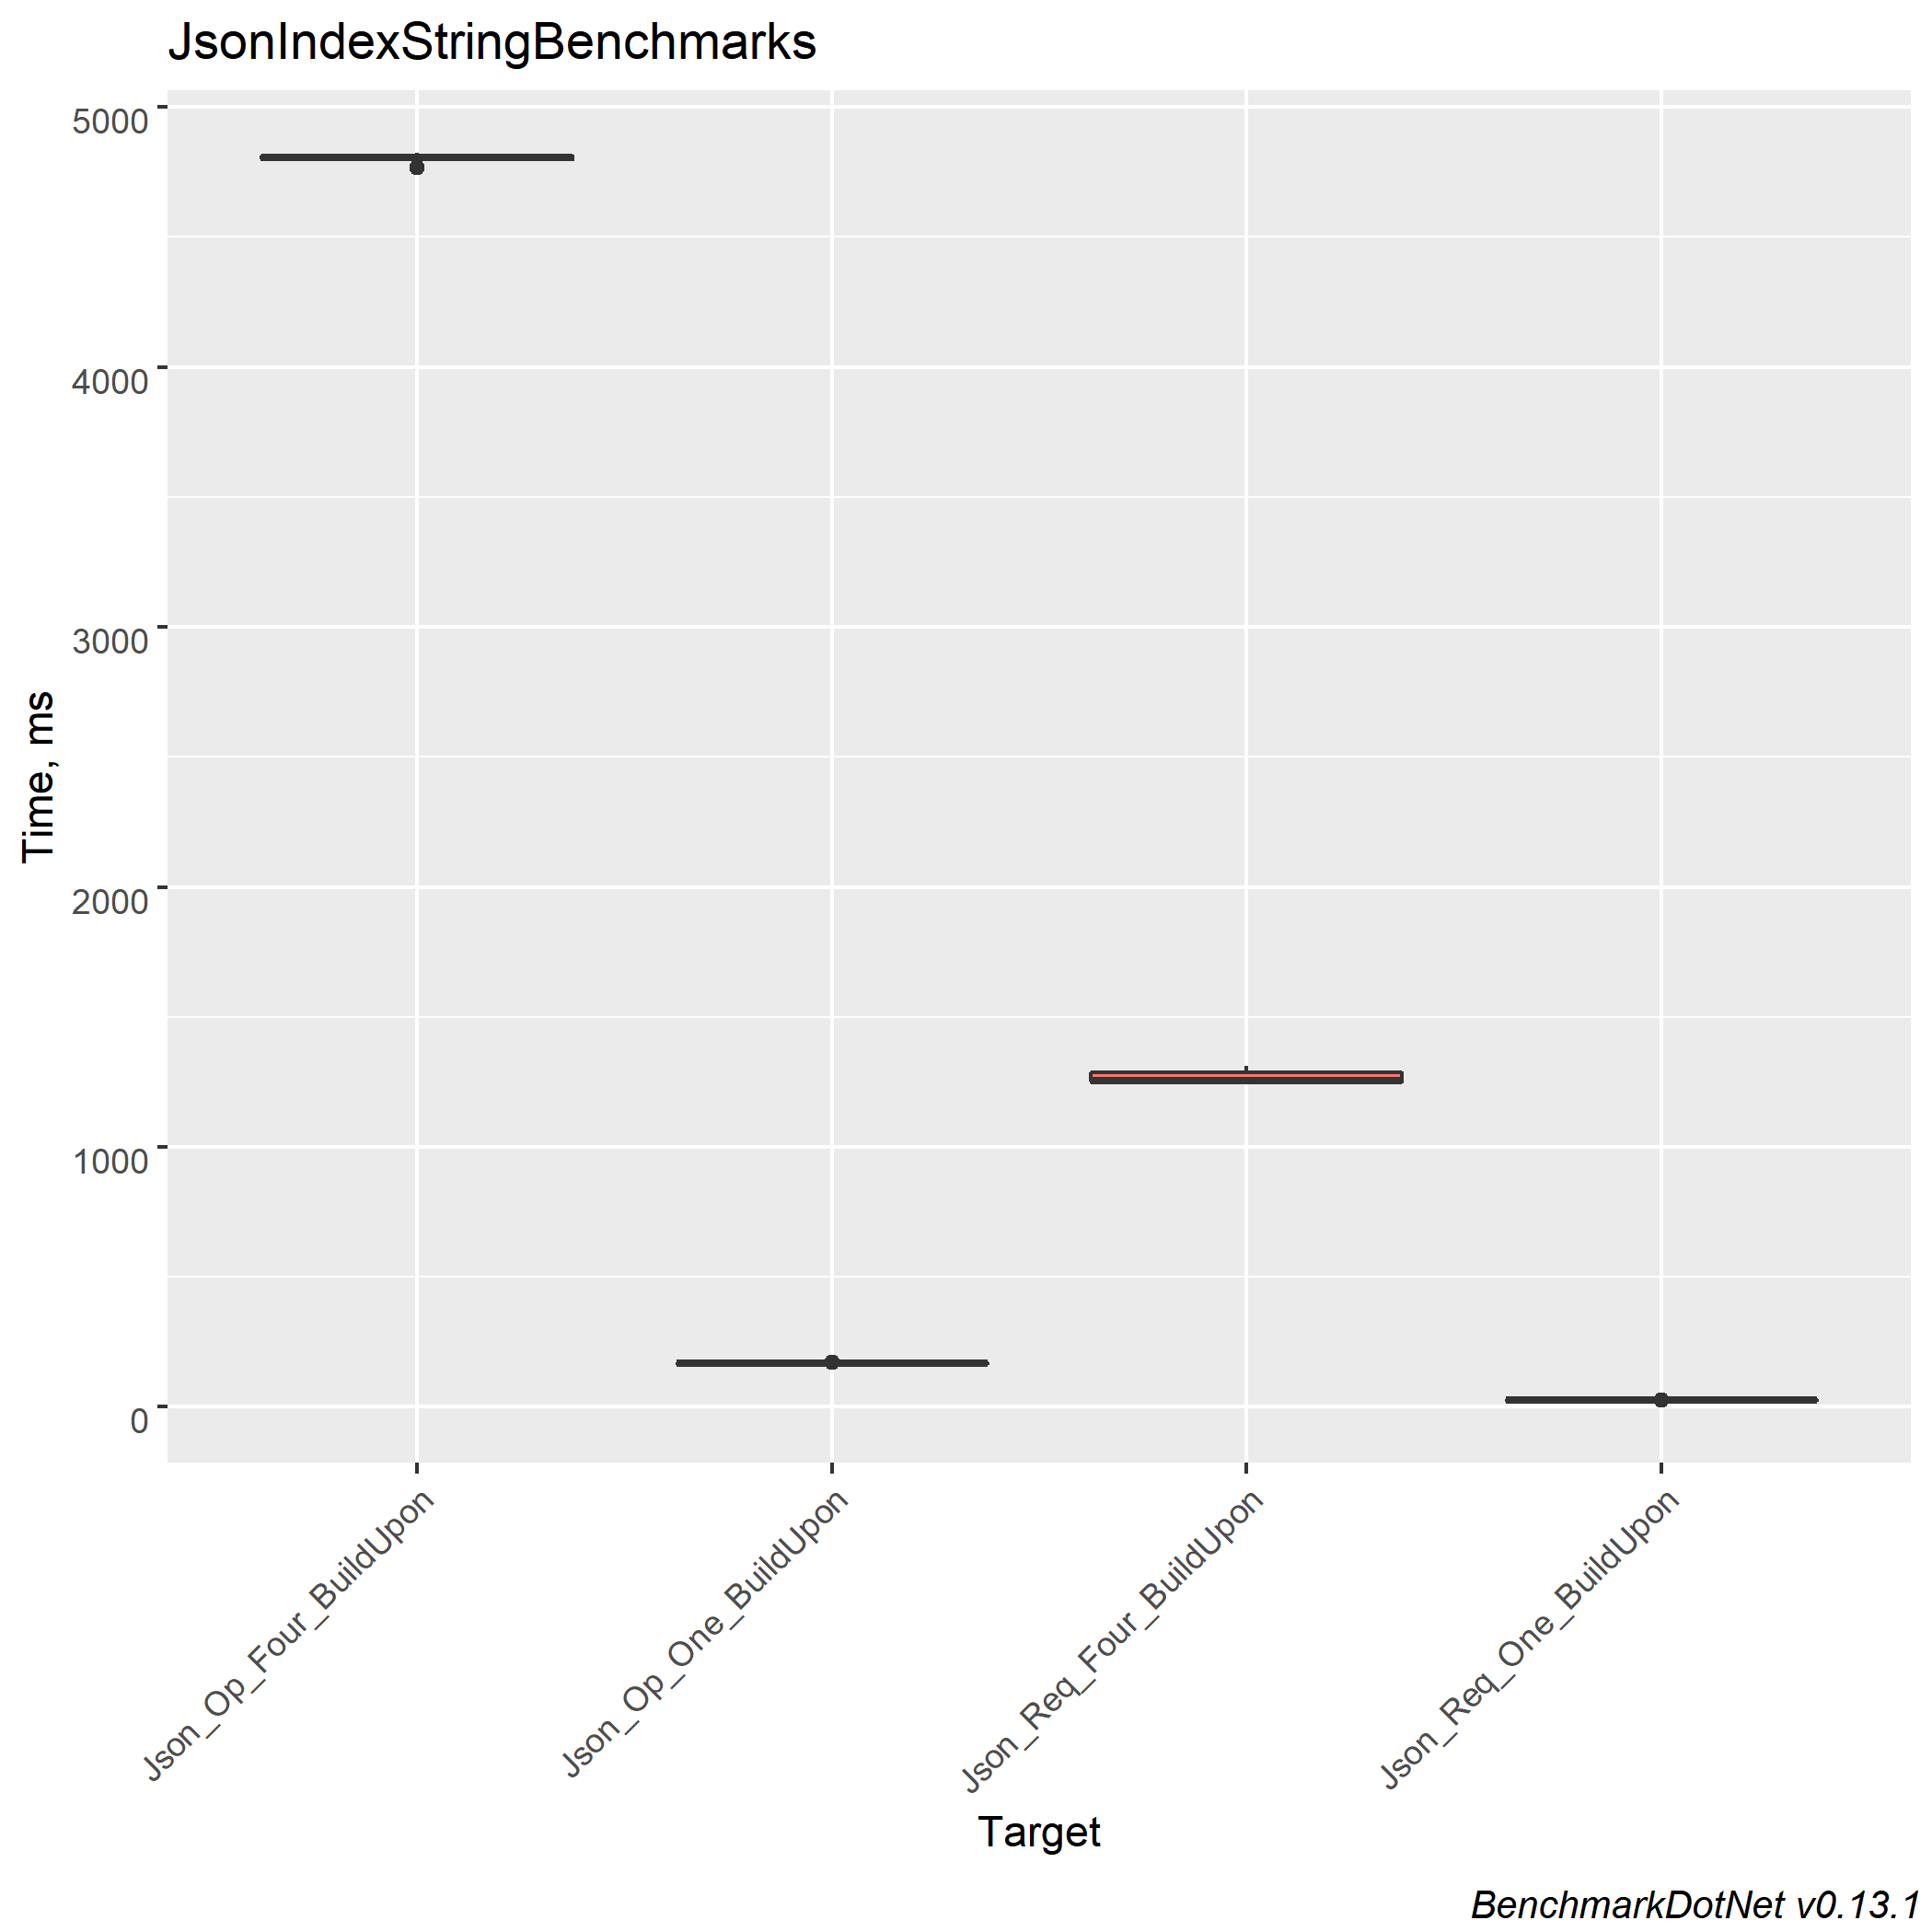 JsonIndexStringBenchmarks
5000
4000
3000
2000
1000
0
Time, ms
Json_Op_Four_BuildUpon
Json_Op_One_BuildUpon
Json_Req_Four_BuildUpon
Json_Req_One_BuildUpon
Target
BenchmarkDotNet v0.13.1